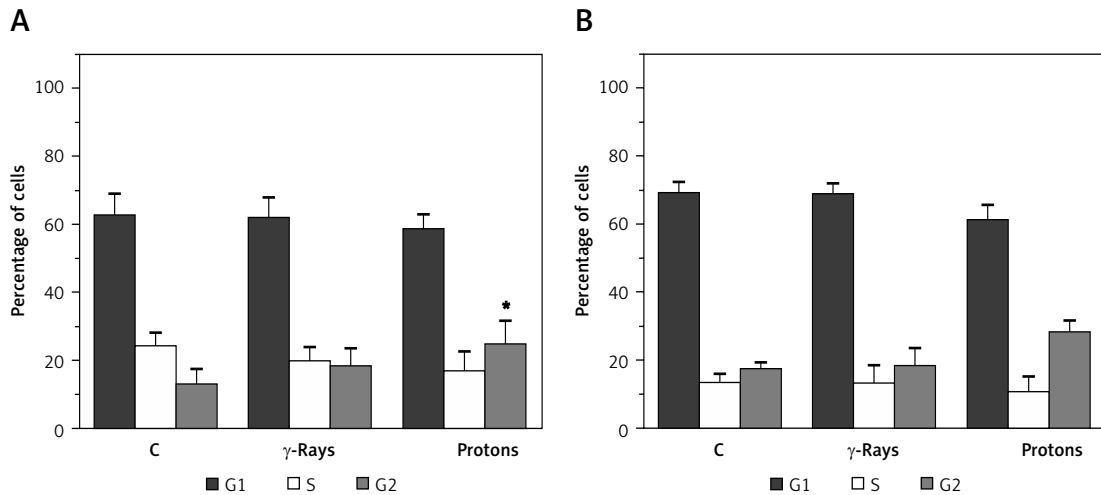 A
Percentage of cells
100
80
60
40
20
0
C γ-Rays Protons
*
G1 S G2
B
Percentage of cells
100
80
60
40
20
0
C γ-Rays Protons
G1 S G2